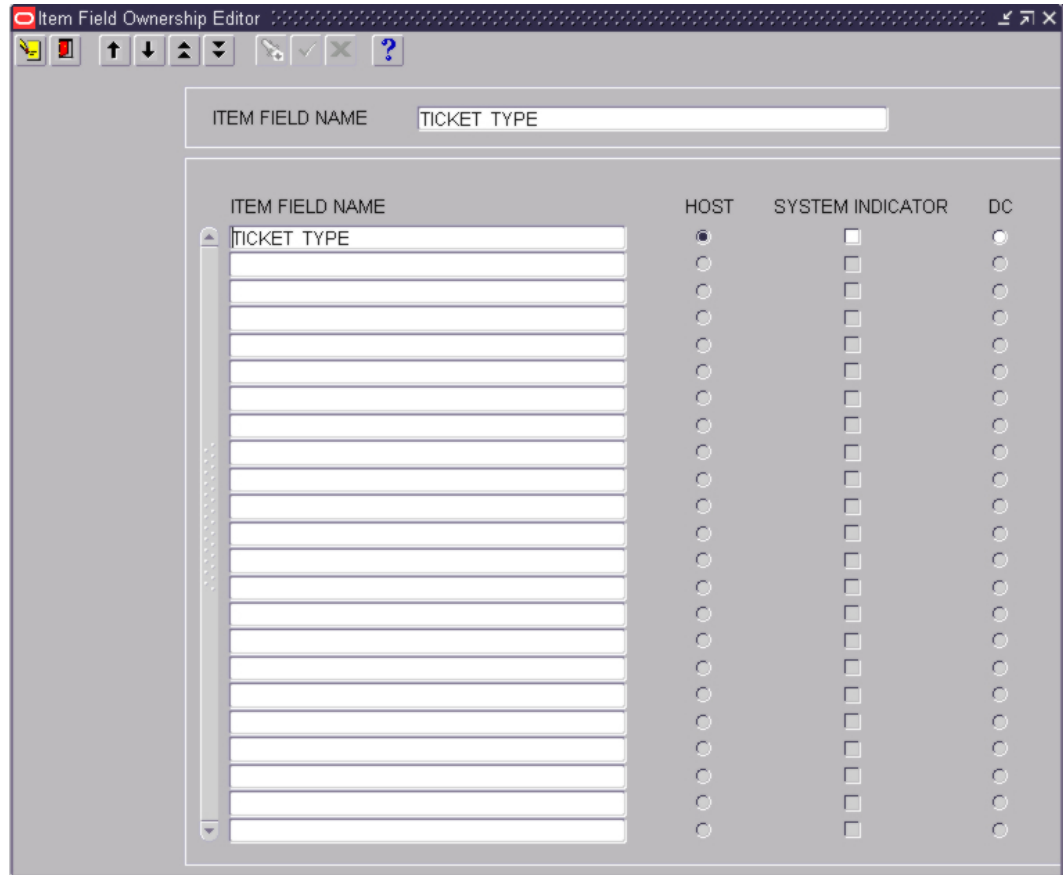 Item Field Ownership Editor
?
ITEM FIELD NAME TICKET TYPE
ITEM FIELD NAME HOST SYSTEM INDICATOR DC
TICKET TYPE